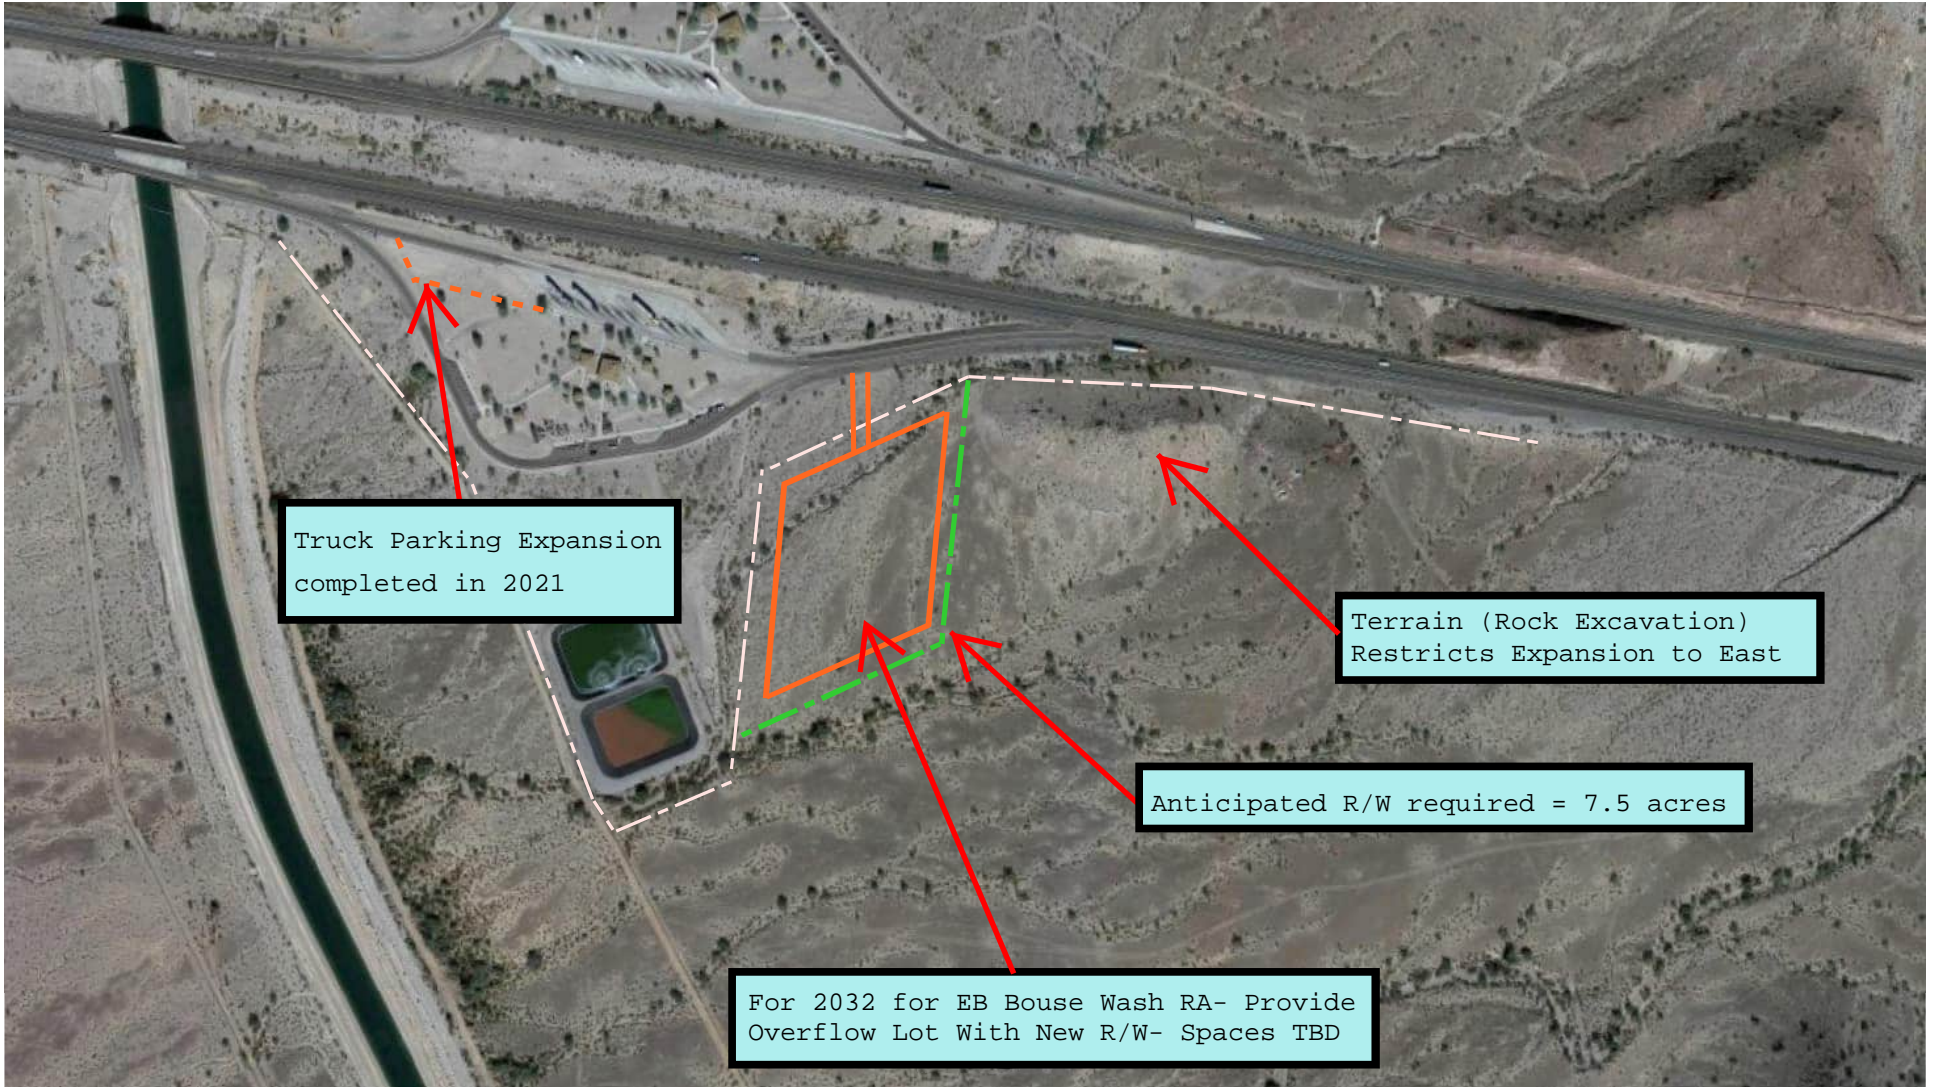 Truck Parking Expansion
completed in 2021
Terrain (Rock Excavation)
Restricts Expansion to East
Anticipated R/W required = 7.5 acres
For 2032 for EB Bouse Wash RA- Provide
Overflow Lot With New R/W- Spaces TBD